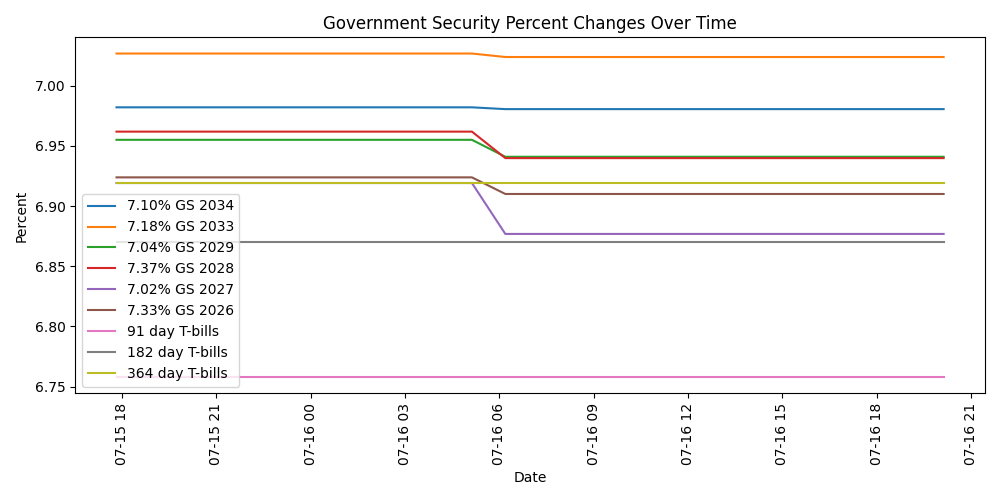 Government Security Percent Changes Over Time
Percent
7.00
6.95
6.90
6.85
6.80
6.75
7.10% GS 2034
7.18% GS 2033
7.04% GS 2029
7.37% GS 2028
7.02% GS 2027
7.33% GS 2026
91 day T-bills
182 day T-bills
364 day T-bills
07-15 18
07-15 21
07-16 00
07-16 03
07-16 06
07-16 09
07-16 12
07-16 15
07-16 18
07-16 21
Date